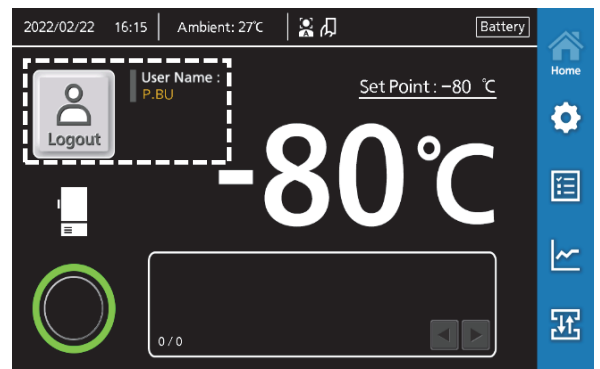 2022/02/22 16:15 Ambient: 27℃ Battery
Home
User Name :
P.BU
Logout
Set Point : −80 ℃
-80℃
0 / 0